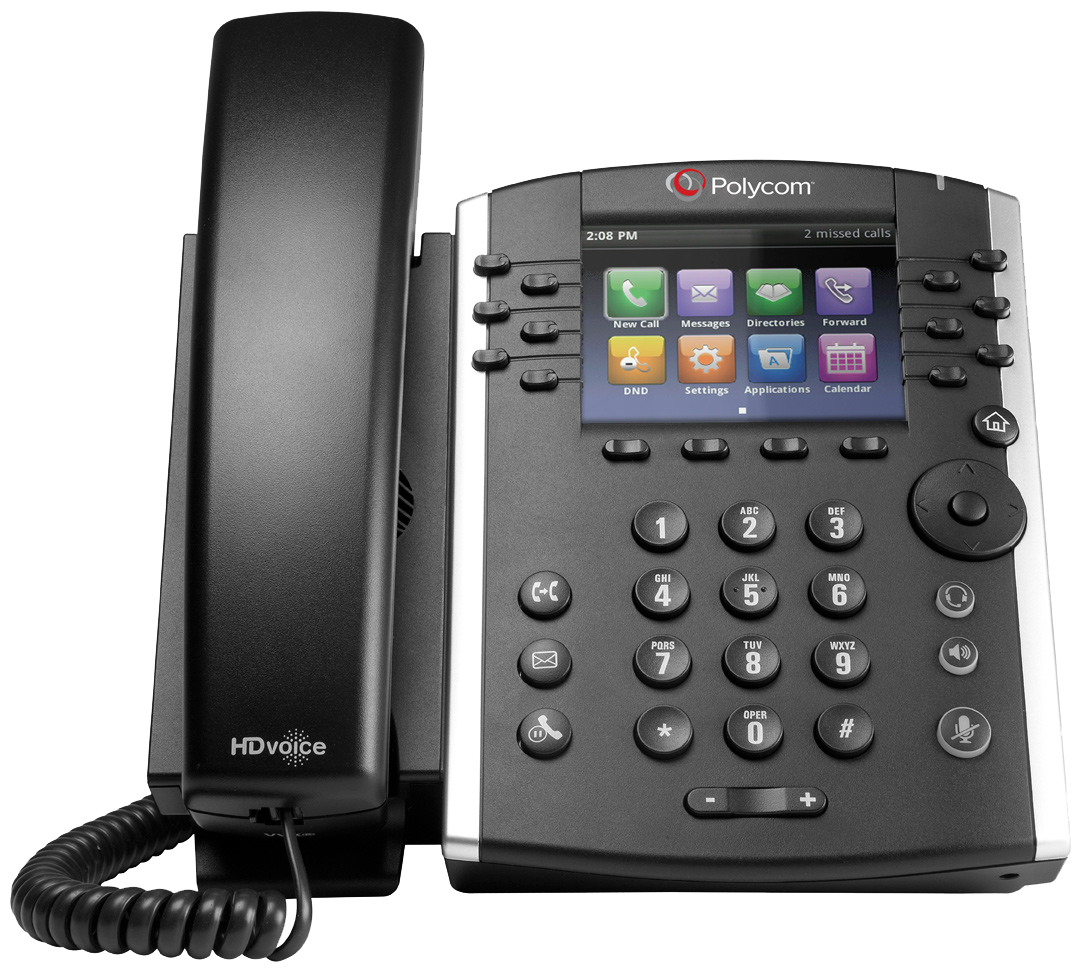 Polycom™
2:08 PM 2 missed calls
New Call Messages Directories Forward
A
DND Settings Applications Calendar
1 ABC 2 DEF 3
GHI 4 JKL 5 MNO 6
PQRS 7 TUV 8 WXYZ 9
* OPER 0 #
- +
HDvoice